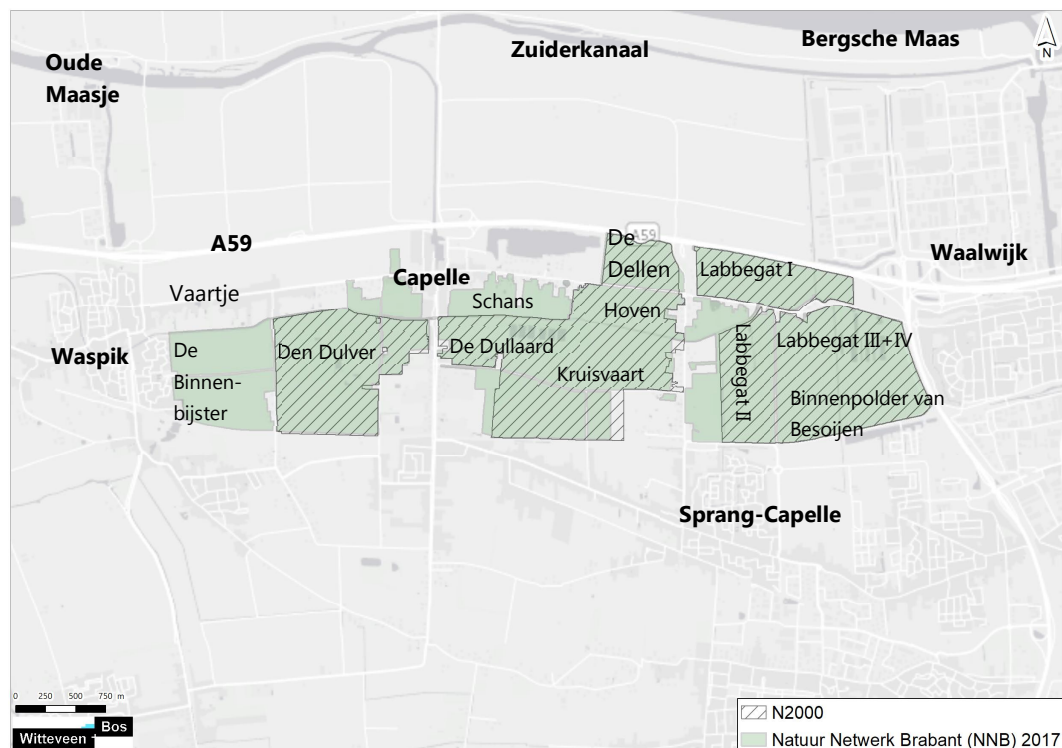 Oude
Maasje
Zuiderkanaal
Bergsche Maas
N
A59
A59
De
Dellen
Waalwijk
Capelle
Labbegat I
Vaartje
Schans
Hoven
Waspik
De
Binnen-
bijster
Den Dulver
De Dullaard
Kruisvaart
Labbegat II
Labbegat III+IV
Binnenpolder van
Besoijen
Sprang-Capelle
0 250 500 750 m
Witteveen +
Bos
N2000
Natuur Netwerk Brabant (NNB) 2017